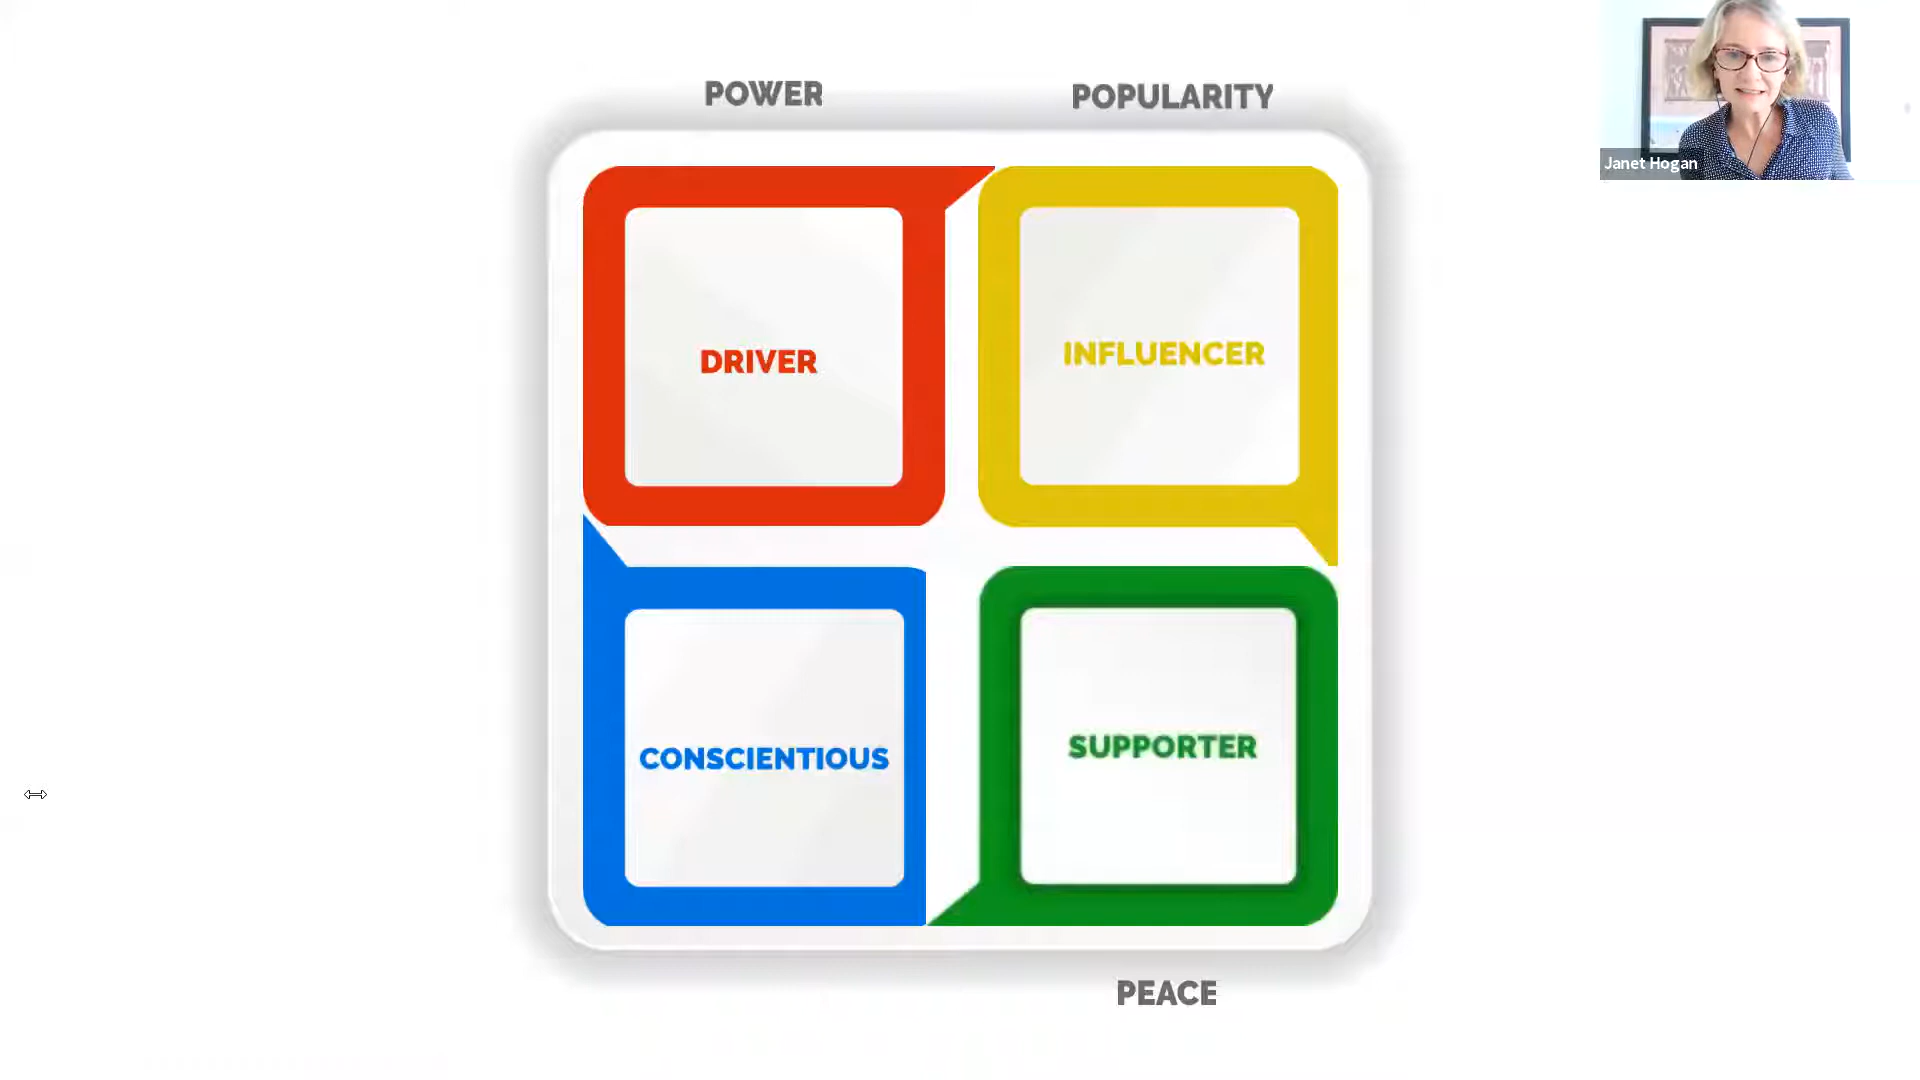 POWER
POPULARITY
Janet Hogan
DRIVER
INFLUENCER
CONSCIENTIOUS
SUPPORTER
PEACE